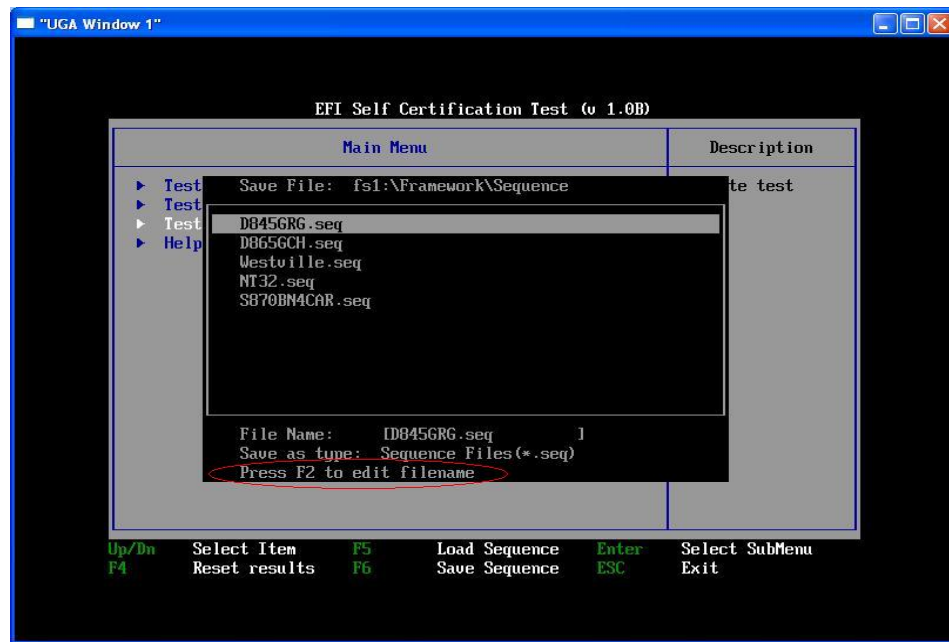 "UGA Window 1"
EFI Self Certification Test (v 1.0B)
Main Menu
Description
Test
Save File: fs1:\Framework\Sequence
te test
Test
Test
D845GRG.seq
Help
D865GCH.seq
Westville.seq
NT32.seq
S870BN4CAR.seq
File Name: [D845GRG.seq ]
Save as type: Sequence Files(*.seq)
Press F2 to edit filename
Up/Dn Select Item F5 Load Sequence Enter Select SubMenu
F4 Reset results F6 Save Sequence ESC Exit